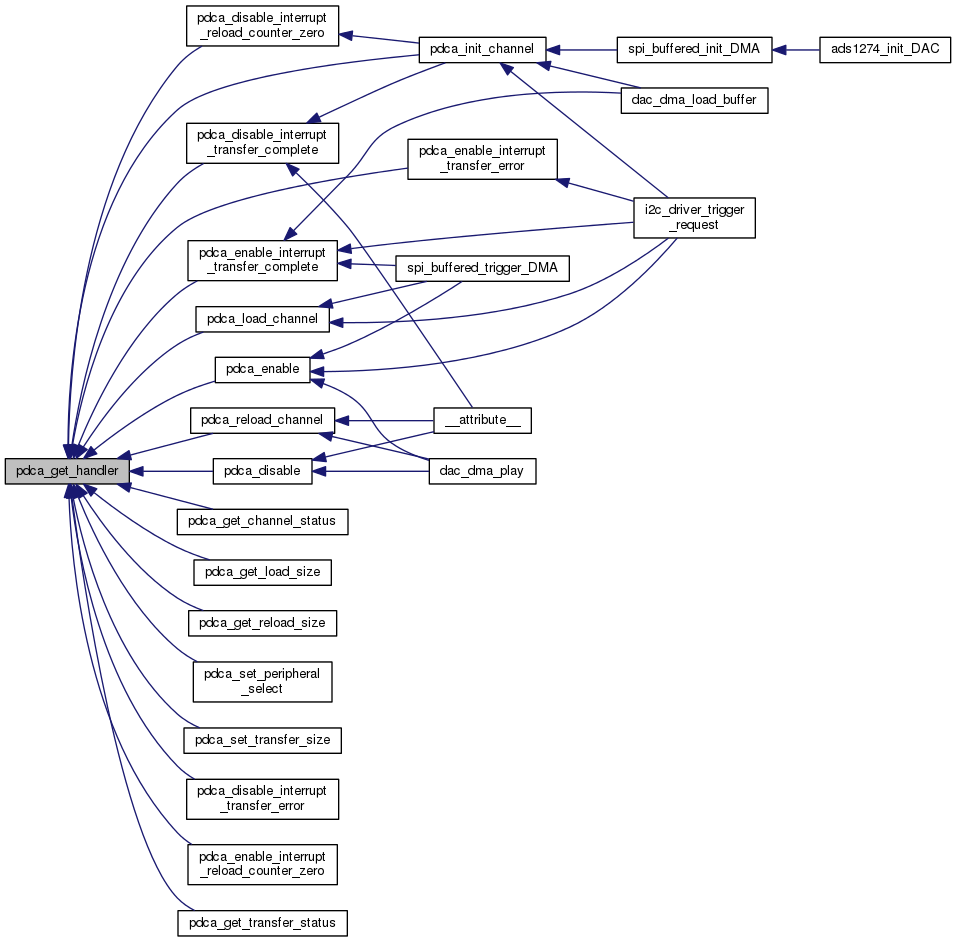 pdca_disable_interrupt
_reload_counter_zero
pdca_init_channel
spi_buffered_init_DMA
ads1274_init_DAC
dac_dma_load_buffer
pdca_disable_interrupt
_transfer_complete
pdca_enable_interrupt
_transfer_error
i2c_driver_trigger
_request
pdca_enable_interrupt
_transfer_complete
spi_buffered_trigger_DMA
pdca_load_channel
pdca_enable
pdca_reload_channel
__attribute__
pdca_get_handler
pdca_disable
dac_dma_play
pdca_get_channel_status
pdca_get_load_size
pdca_get_reload_size
pdca_set_peripheral
_select
pdca_set_transfer_size
pdca_disable_interrupt
_transfer_error
pdca_enable_interrupt
_reload_counter_zero
pdca_get_transfer_status